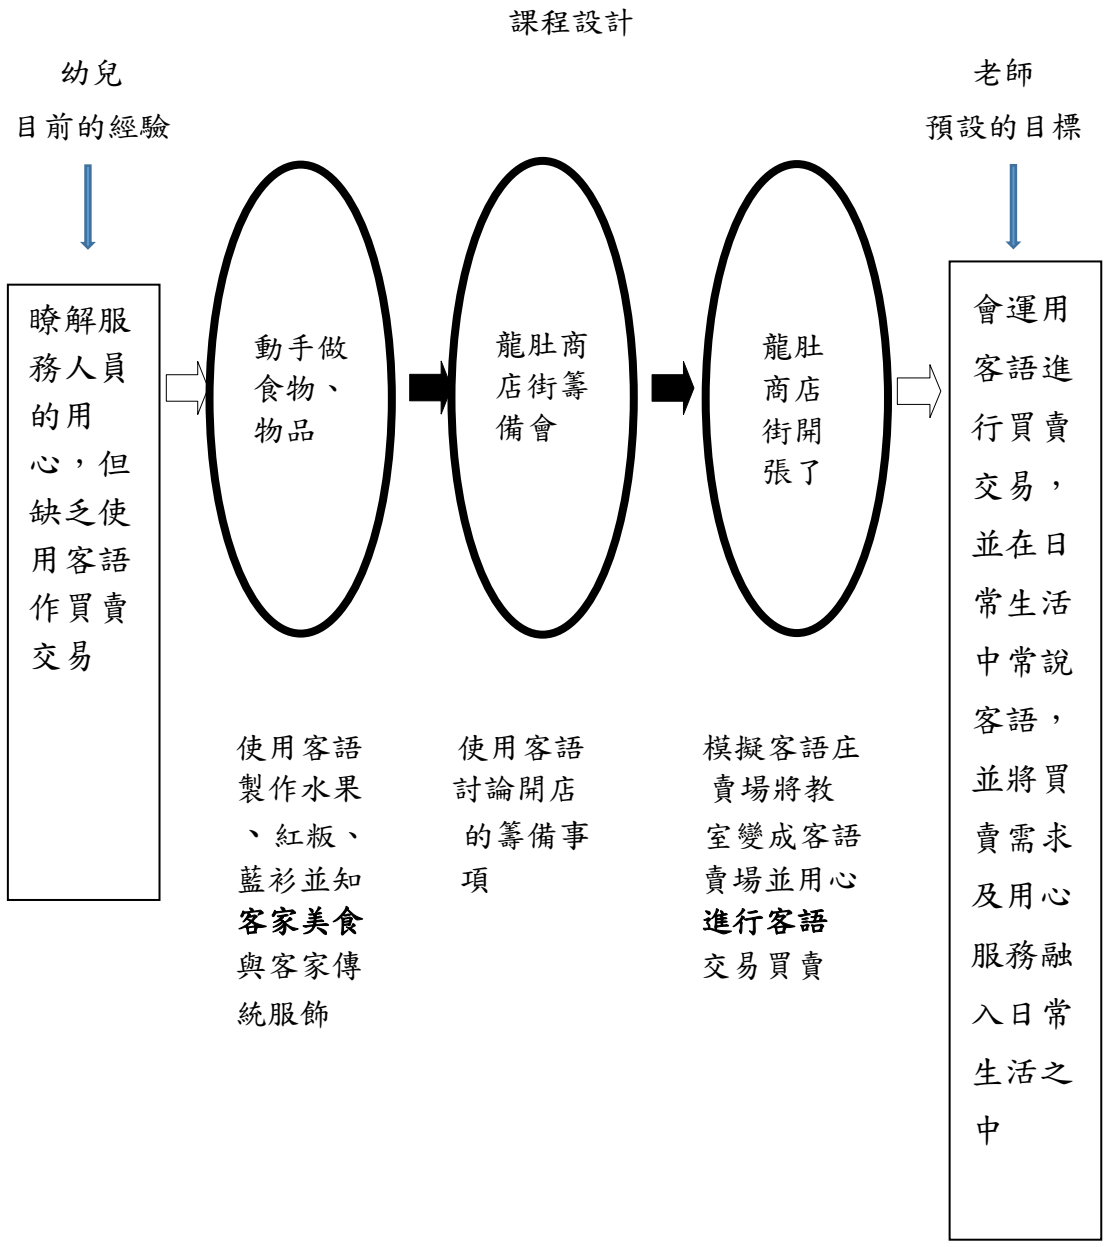 課程設計
幼兒
目前的經驗
老師
預設的目標
瞭解服
務人員
的用
心，但
缺乏使
用客語
作買賣
交易
動手做
食物、
物品
龍肚商
店街籌
備會
龍肚
商店
街開
張了
會運用
客語進
行買賣
交易，
並在日
常生活
中常說
客語，
並將買
賣需求
及用心
服務融
入日常
生活之
中
使用客語
製作水果
、紅粄、
藍衫並知
客家美食
與客家傳
統服飾
使用客語
討論開店
的籌備事
項
模擬客語庄
賣場將教
室變成客語
賣場並用心
進行客語
交易買賣